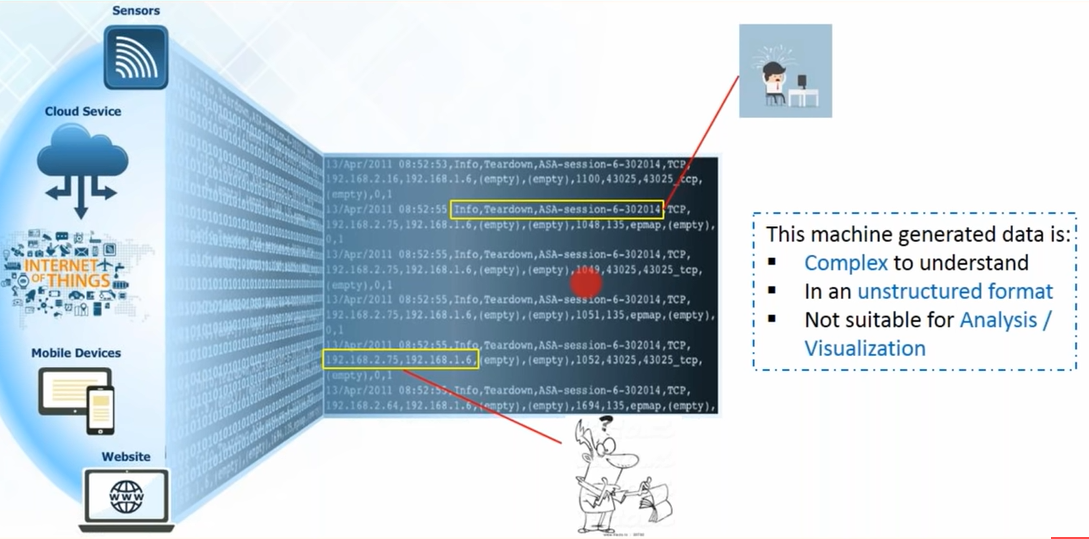 Sensors
Cloud Sevice
INTERNET
OF THINGS
Mobile Devices
Website
WWW
13/Apr/2011 08:52:53,Info,Teardown,ASA-session-6-302014,TCP,
192.168.2.16,192.168.1.6,(empty),(empty),1100,43025,43025_tcp,
(empty),0,1
13/Apr/2011 08:52:55,Info,Teardown,ASA-session-6-302014,TCP,
192.168.2.75,192.168.1.6,(empty),(empty),1048,135,epmap,(empty),
0,1
13/Apr/2011 08:52:55,Info,Teardown,ASA-session-6-302014,TCP,
192.168.2.75,192.168.1.6,(empty),(empty),1049,43025,43025_tcp,
(empty),0,1
13/Apr/2011 08:52:55,Info,Teardown,ASA-session-6-302014,TCP,
192.168.2.75,192.168.1.6,(empty),(empty),1051,135,epmap,(empty),
0,1
13/Apr/2011 08:52:55,Info,Teardown,ASA-session-6-302014,TCP,
192.168.2.75,192.168.1.6,(empty),(empty),1052,43025,43025_tcp,
(empty),0,1
13/Apr/2011 08:52:55,Info,Teardown,ASA-session-6-302014,TCP,
192.168.2.64,192.168.1.6,(empty),(empty),1694,135,epmap,(empty),
?
This machine generated data is:
▪ Complex to understand
▪ In an unstructured format
▪ Not suitable for Analysis /
Visualization